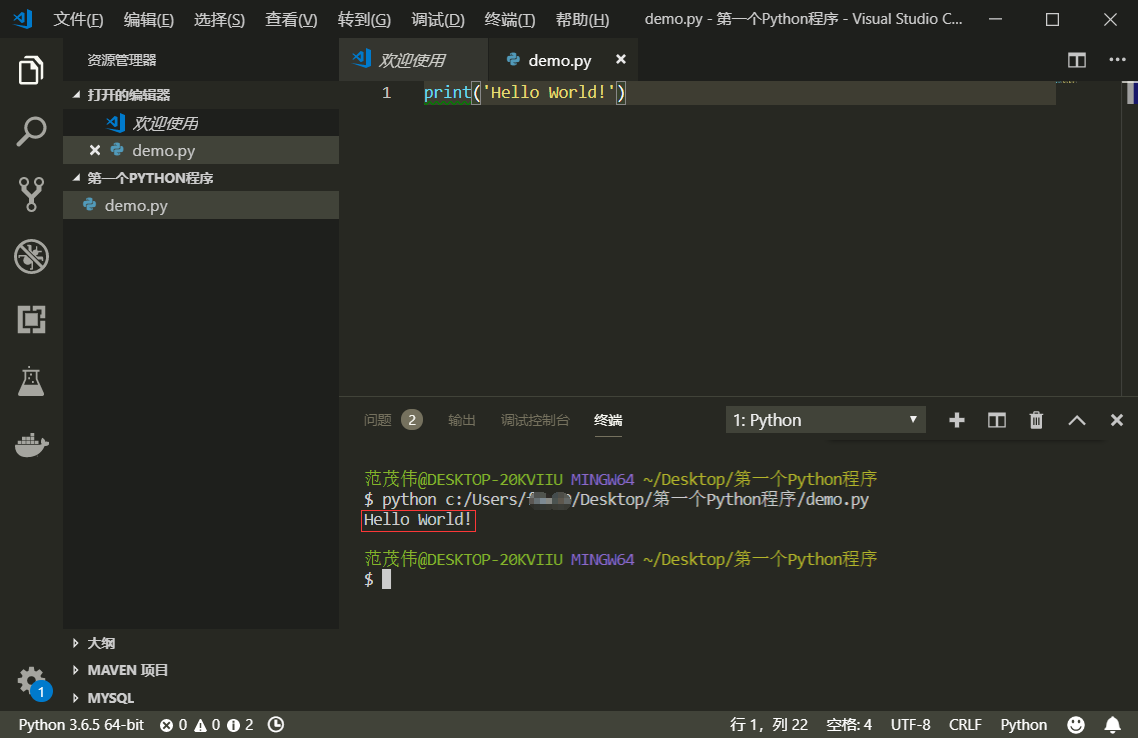 文件(F) 编辑(E) 选择(S) 查看(V) 转到(G) 调试(D) 终端(T) 帮助(H) demo.py - 第一个Python程序 - Visual Studio C...
资源管理器
打开的编辑器
欢迎使用
demo.py
第一个PYTHON程序
demo.py
大纲
MAVEN 项目
MYSQL
1
欢迎使用 demo.py
1 print('Hello World!')
问题 2 输出 调试控制台 终端 1: Python
范茂伟@DESKTOP-20KVIIU MINGW64 ~/Desktop/第一个Python程序
$ python c:/Users/ /Desktop/第一个Python程序/demo.py
Hello World!
范茂伟@DESKTOP-20KVIIU MINGW64 ~/Desktop/第一个Python程序
$
Python 3.6.5 64-bit 0 0 2 行 1，列 22 空格: 4 UTF-8 CRLF Python